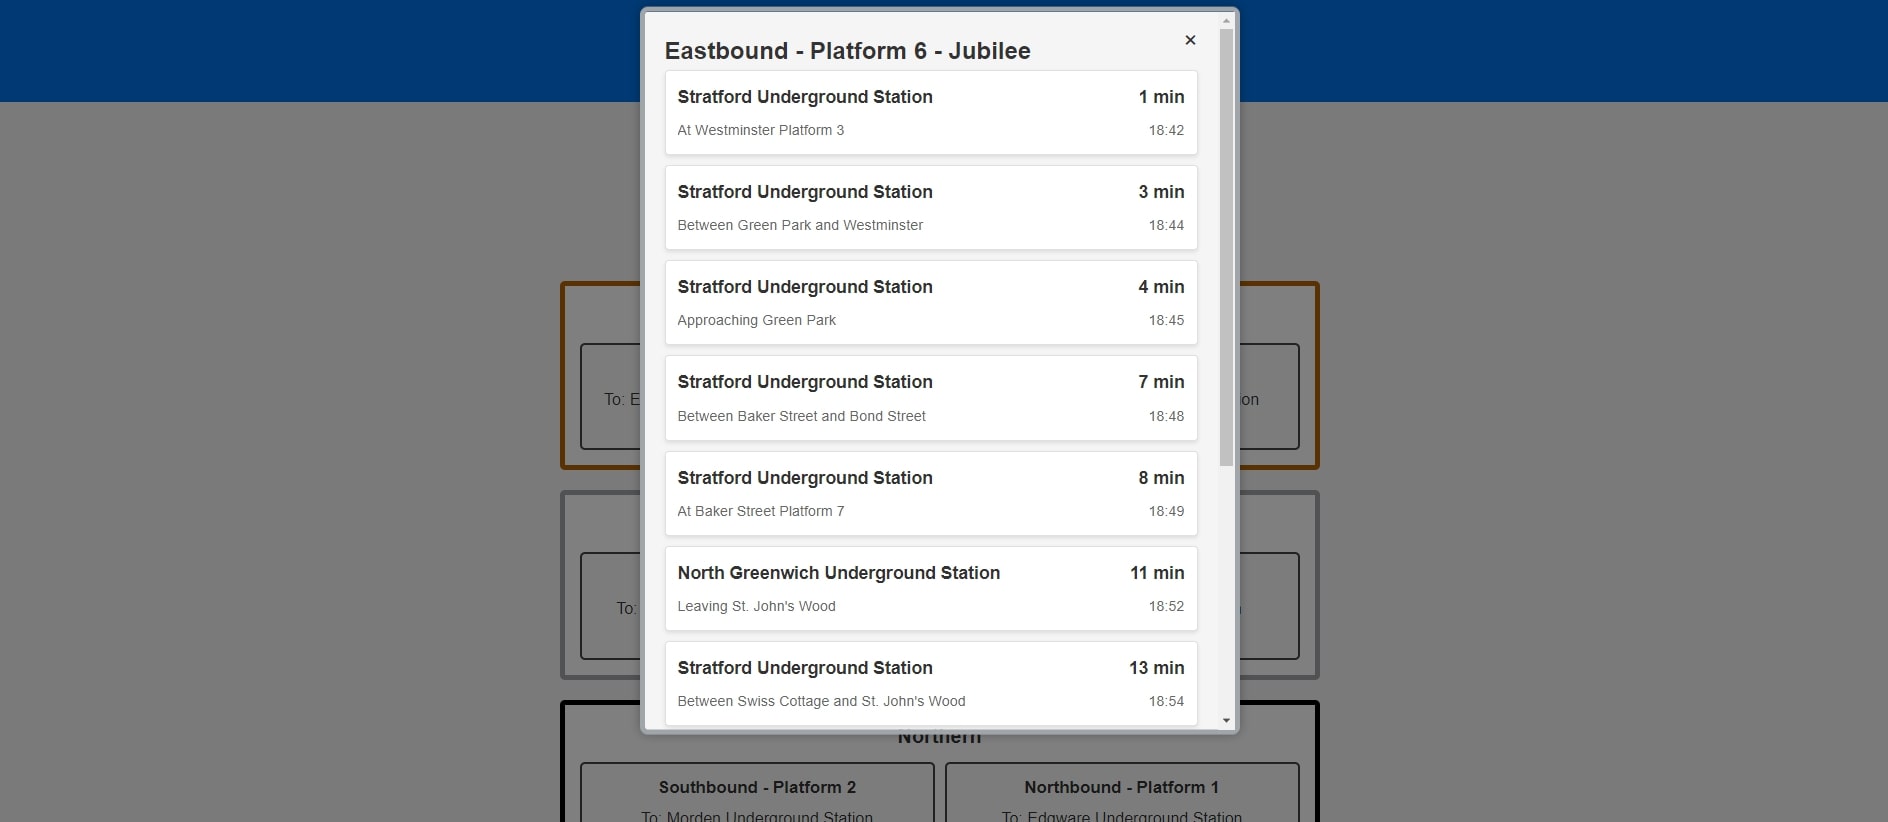 Eastbound - Platform 6 - Jubilee
×
Stratford Underground Station 1 min
At Westminster Platform 3 18:42
Stratford Underground Station 3 min
Between Green Park and Westminster 18:44
Stratford Underground Station 4 min
Approaching Green Park 18:45
Stratford Underground Station 7 min
Between Baker Street and Bond Street 18:48
Stratford Underground Station 8 min
At Baker Street Platform 7 18:49
North Greenwich Underground Station 11 min
Leaving St. John's Wood 18:52
Stratford Underground Station 13 min
Between Swiss Cottage and St. John's Wood 18:54
To: E
on
To:
Northern
Southbound - Platform 2
To: Morden Underground Station
Northbound - Platform 1
To: Edgware Underground Station